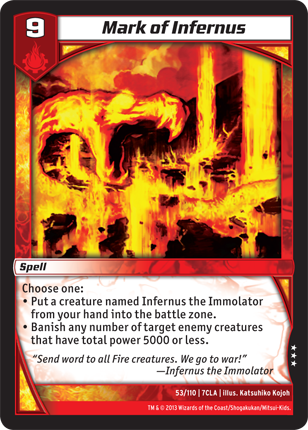 9
Mark of Infernus
Spell
Choose one:
• Put a creature named Infernus the Immolator
from your hand into the battle zone.
• Banish any number of target enemy creatures
that have total power 5000 or less.
“Send word to all Fire creatures. We go to war!”
—Infernus the Immolator
53/110 | 7CLA | illus. Katsuhiko Kojoh
TM & © 2013 Wizards of the Coast/Shogakukan/Mitsui-Kids.